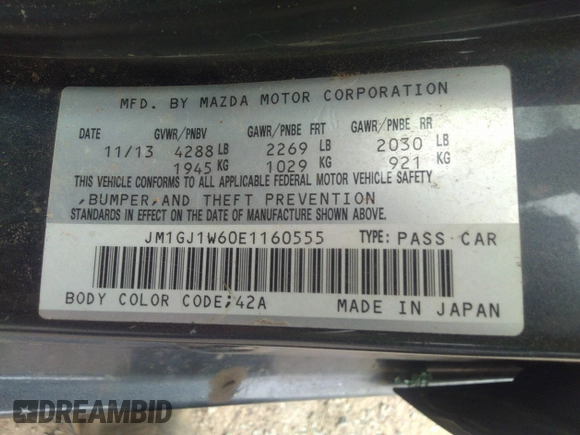 MFD. BY MAZDA MOTOR CORPORATION
DATE GVWR/PNBV GAWR/PNBE FRT GAWR/PNBE RR
11/13 4288 LB 2269 LB 2030 LB
1945 KG 1029 KG 921 KG
THIS VEHICLE CONFORMS TO ALL APPLICABLE FEDERAL MOTOR VEHICLE SAFETY
,BUMPER,AND THEFT PREVENTION
STANDARDS IN EFFECT ON THE DATE OF MANUFACTURE SHOWN ABOVE.
JM1GJ1W60E1160555 TYPE: PASS CAR
BODY COLOR CODE;42A MADE IN JAPAN
DREAMBID